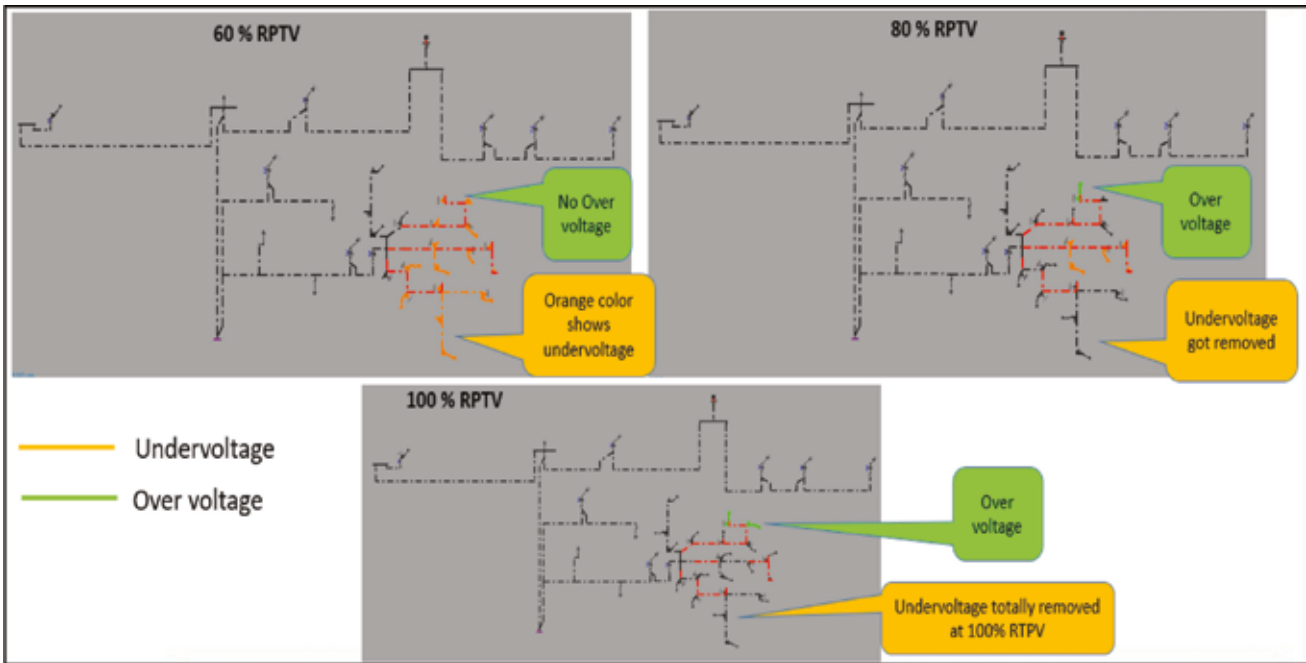 60 % RPTV
80 % RPTV
No Over
voltage
Over
voltage
Orange color
shows
undervoltage
Undervoltage
got removed
100 % RPTV
Undervoltage
Over voltage
Over
voltage
Undervoltage totally removed
at 100% RTPV